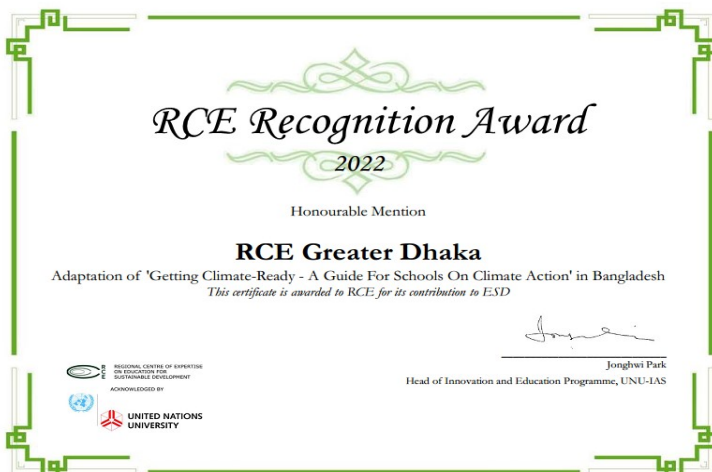 RCE Recognition Award
2022
Honourable Mention
RCE Greater Dhaka
Adaptation of 'Getting Climate-Ready - A Guide For Schools On Climate Action' in Bangladesh
This certificate is awarded to RCE for its contribution to ESD
Jonghwi Park
Head of Innovation and Education Programme, UNU-IAS
RCE
REGIONAL CENTRE OF EXPERTISE
ON EDUCATION FOR
SUSTAINABLE DEVELOPMENT
ACKNOWLEDGED BY
UNITED NATIONS
UNIVERSITY